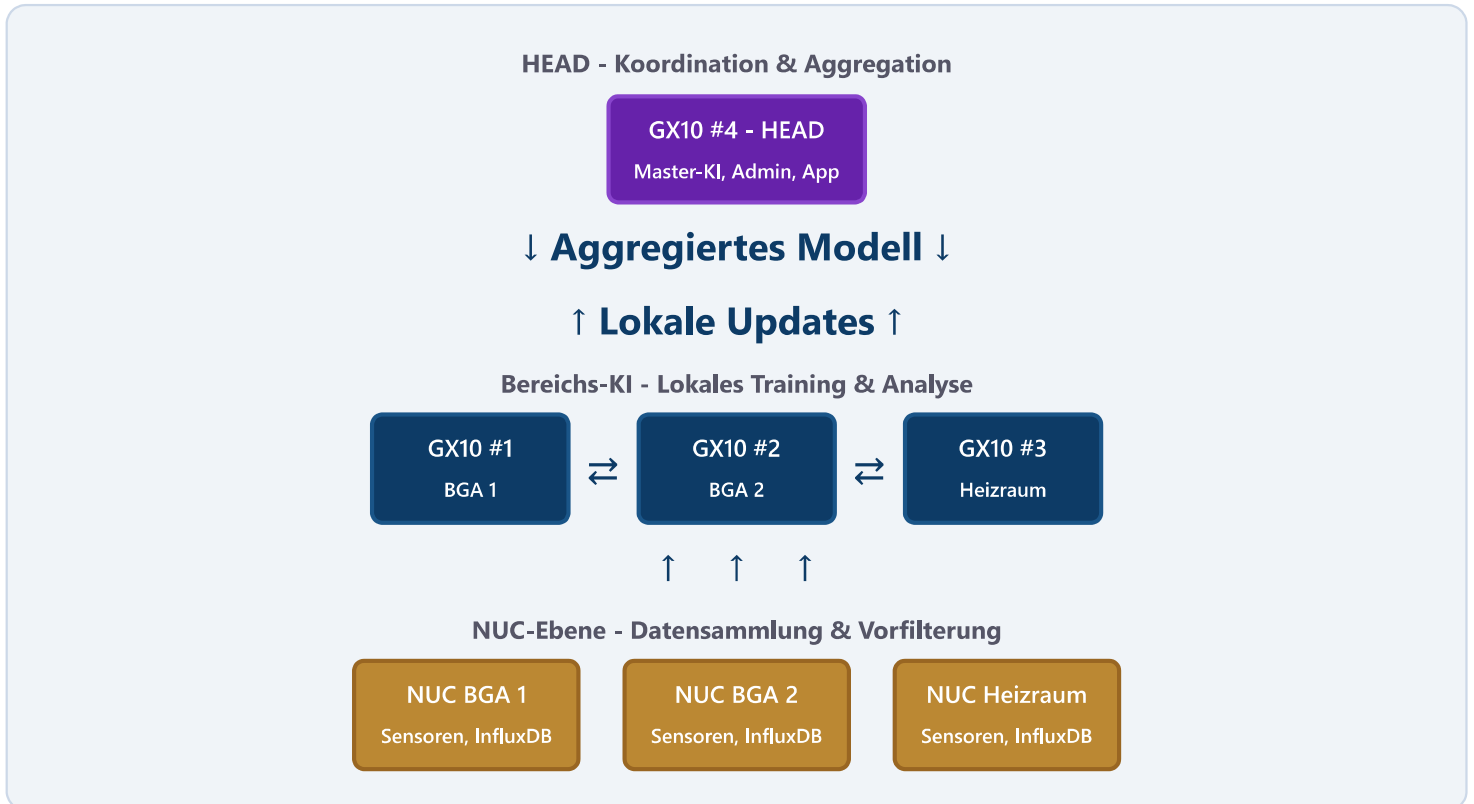 HEAD - Koordination & Aggregation
GX10 #4 - HEAD
Master-KI, Admin, App
↓ Aggregiertes Modell ↓
↑ Lokale Updates ↑
Bereichs-KI - Lokales Training & Analyse
GX10 #1
BGA 1
⇄
GX10 #2
BGA 2
⇄
GX10 #3
Heizraum
↑ ↑ ↑
NUC-Ebene - Datensammlung & Vorfilterung
NUC BGA 1
Sensoren, InfluxDB
NUC BGA 2
Sensoren, InfluxDB
NUC Heizraum
Sensoren, InfluxDB